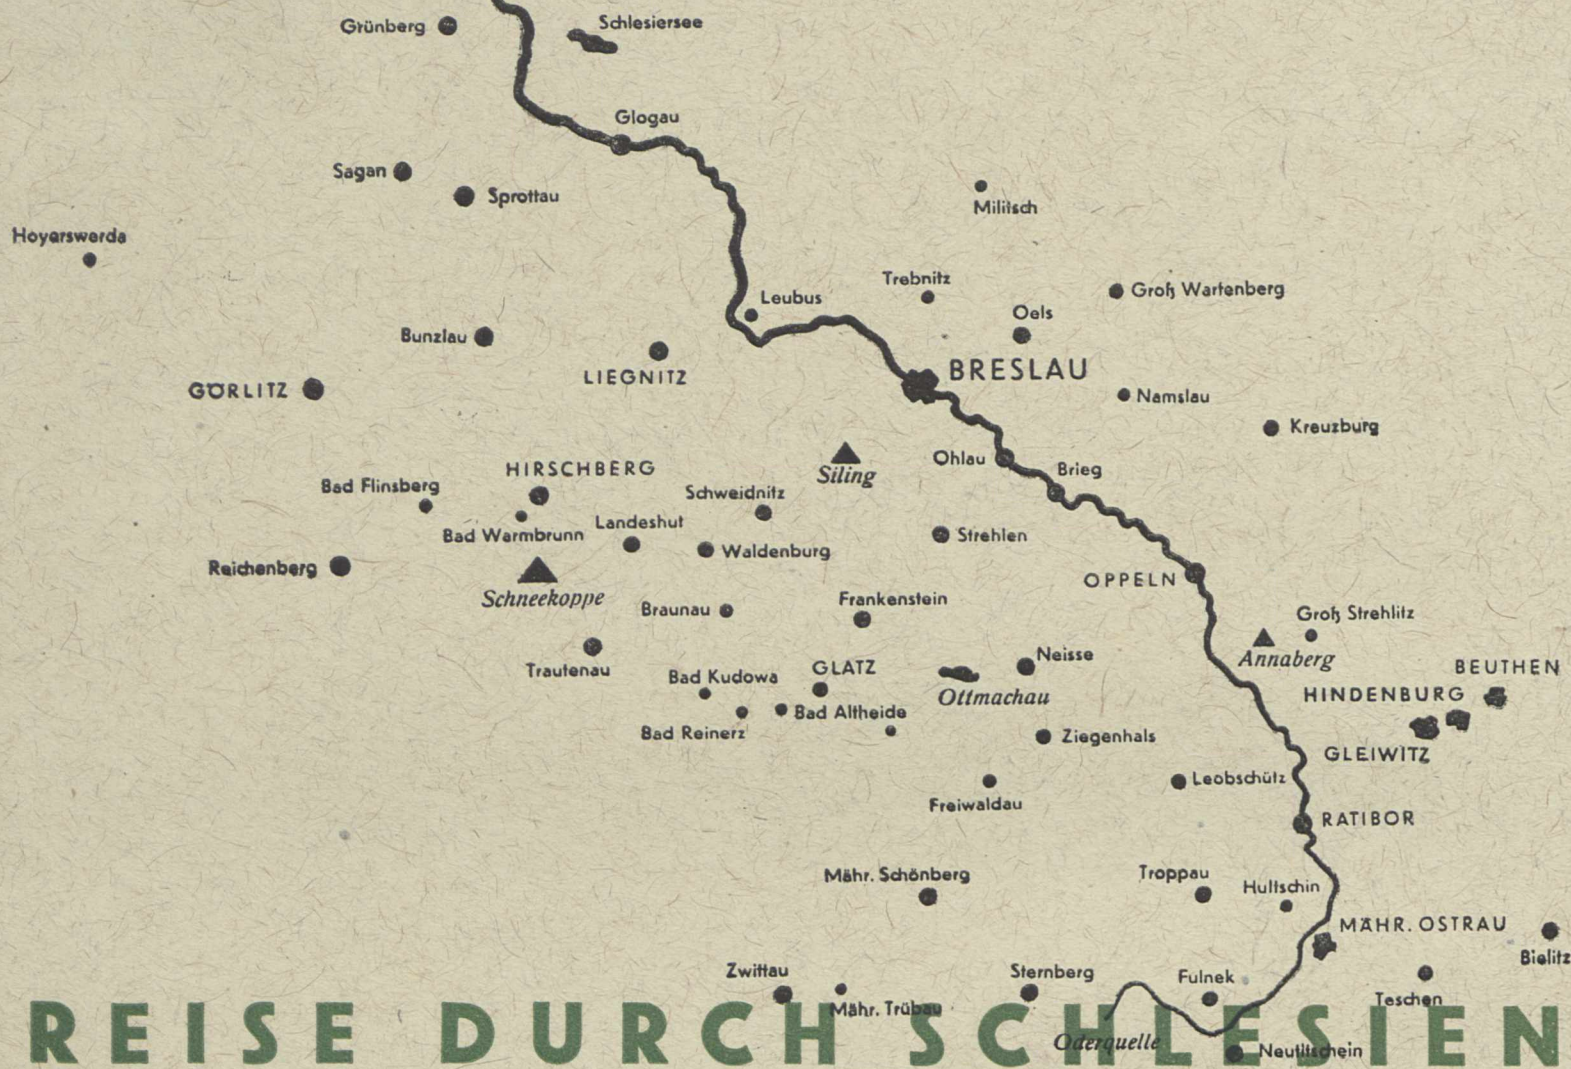 Grünberg
Schlesiersee
Glogau
Sagan
Sprottau
Militsch
Hoyerswerda
Trebnitz
Groß Wartenberg
Leubus
Oels
Bunzlau
LIEGNITZ
BRESLAU
GÖRLITZ
Namslau
Kreuzburg
HIRSCHBERG
Siling
Ohlau
Brieg
Bad Flinsberg
Schweidnitz
Bad Warmbrunn
Landeshut
Waldenburg
Strehlen
Reichenberg
OPPELN
Schneekoppe
Braunau
Frankenstein
Groß Strehlitz
Annaberg
Trautenau
Bad Kudowa
GLATZ
Neisse
BEUTHEN
Ottmachau
HINDENBURG
Bad Altheide
Bad Reinerz
Ziegenhals
GLEIWITZ
Freiwaldau
Leobschütz
RATIBOR
Mähr. Schönberg
Troppau
Hultschin
MÄHR. OSTRAU
Bielitz
Zwittau
Sternberg
Fulnek
Teschen
Mähr. Trübau
Oderquelle
Neutitschein
REISE DURCH SCHLESIEN